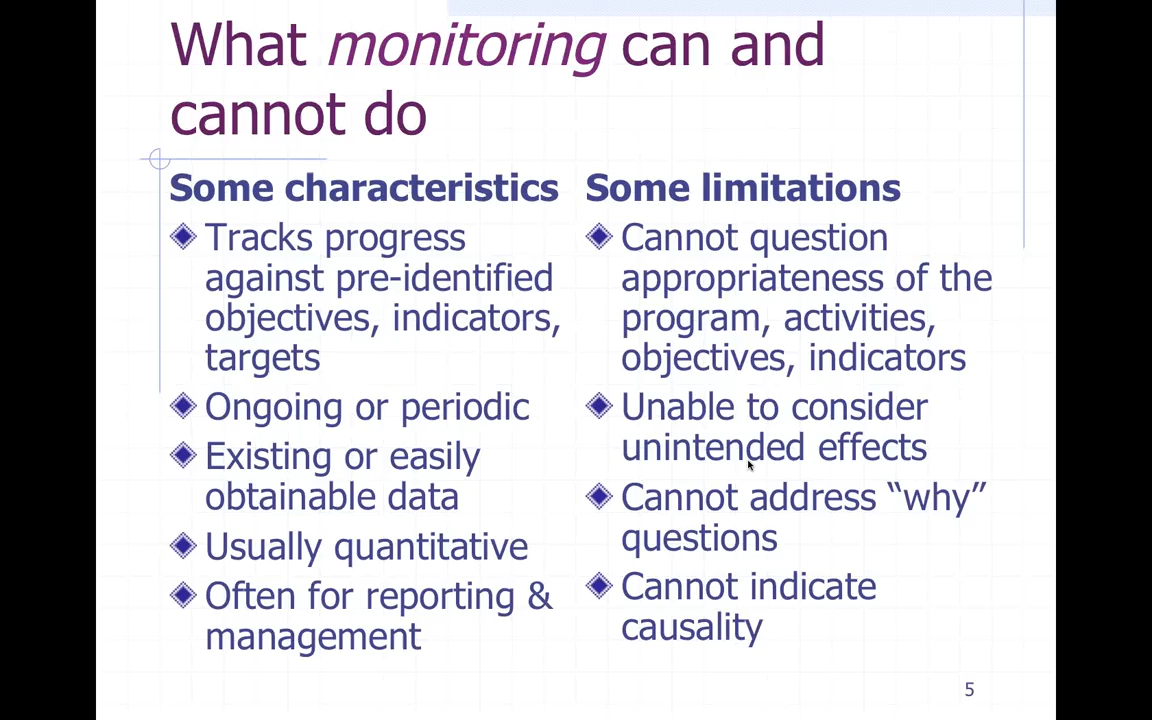 What monitoring can and
cannot do
Some characteristics
Tracks progress
against pre-identified
objectives, indicators,
targets
Ongoing or periodic
Existing or easily
obtainable data
Usually quantitative
Often for reporting &
management
Some limitations
Cannot question
appropriateness of the
program, activities,
objectives, indicators
Unable to consider
unintended effects
Cannot address “why”
questions
Cannot indicate
causality
5